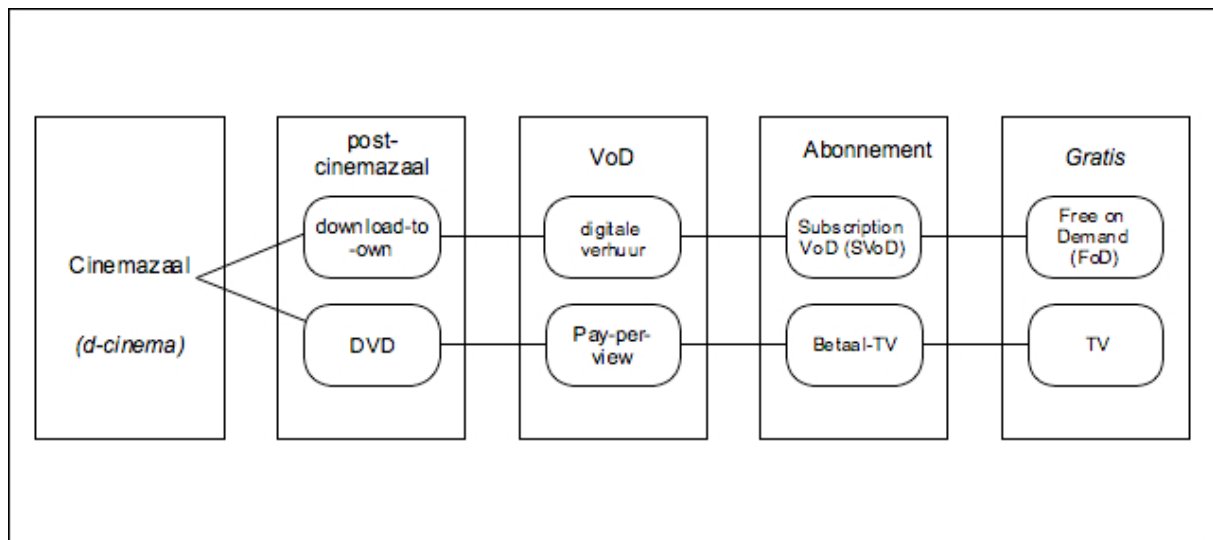 Cinemazaal
(d-cinema)
post-
cinemazaal
download-to
-own
DVD
VoD
digitale
verhuur
Pay-per-
view
Abonnement
Subscription
VoD (SVoD)
Betaal-TV
Gratis
Free on
Demand
(FoD)
TV